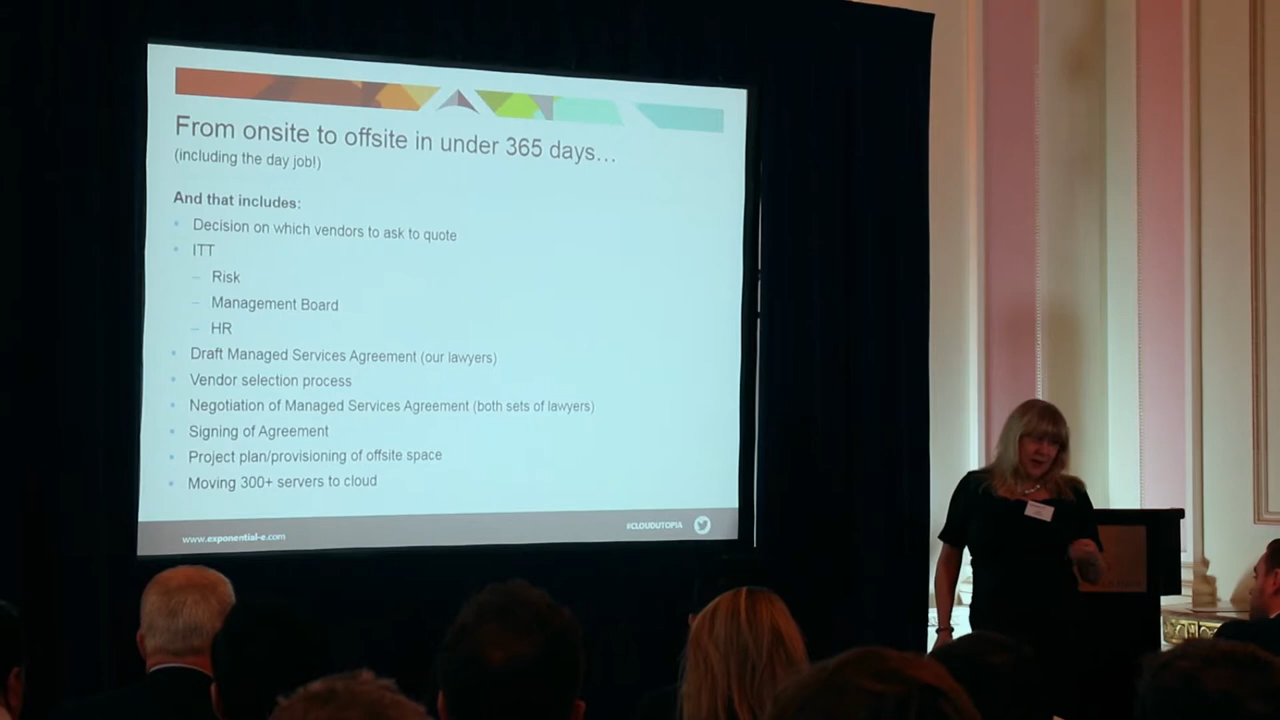 From onsite to offsite in under 365 days...
(including the day job!)
And that includes:
Decision on which vendors to ask to quote
ITT
Risk
Management Board
HR
Draft Managed Services Agreement (our lawyers)
Vendor selection process
Negotiation of Managed Services Agreement (both sets of lawyers)
Signing of Agreement
Project plan/provisioning of offsite space
Moving 300+ servers to cloud
www.exponential-e.com
#CLOUDUTOPIA